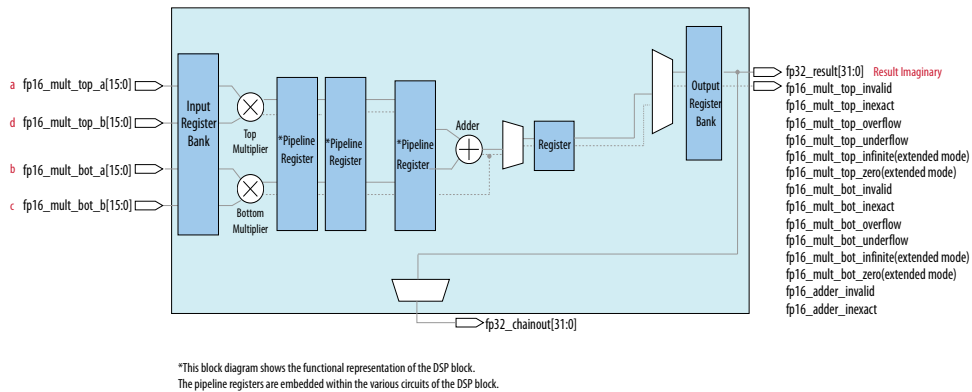 a fp16_mult_top_a[15:0]
d fp16_mult_top_b[15:0]
b fp16_mult_bot_a[15:0]
c fp16_mult_bot_b[15:0]
Input
Register
Bank
Top
Multiplier
Bottom
Multiplier
*Pipeline
Register
*Pipeline
Register
*Pipeline
Register
Adder
Register
Output
Register
Bank
fp32_result[31:0] Result Imaginary
fp16_mult_top_invalid
fp16_mult_top_inexact
fp16_mult_top_overflow
fp16_mult_top_underflow
fp16_mult_top_infinite(extended mode)
fp16_mult_top_zero(extended mode)
fp16_mult_bot_invalid
fp16_mult_bot_inexact
fp16_mult_bot_overflow
fp16_mult_bot_underflow
fp16_mult_bot_infinite(extended mode)
fp16_mult_bot_zero(extended mode)
fp16_adder_invalid
fp16_adder_inexact
fp32_chainout[31:0]
*This block diagram shows the functional representation of the DSP block.
The pipeline registers are embedded within the various circuits of the DSP block.